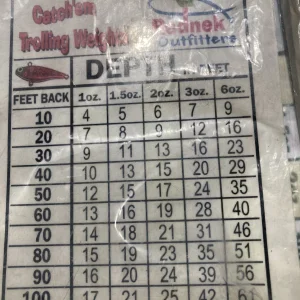 Catch'em
Trolling Weights
Rednek
Outfitters
DEPTH IN FEET
FEET BACK 1oz. 1.5oz. 2oz. 3oz. 6oz.
10 4 5 6 7 9
20 7 8 9 12 16
30 9 11 13 16 23
40 10 13 15 20 29
50 12 15 17 24 35
60 13 16 19 28 40
70 14 18 21 33 46
80 15 19 23 35 51
90 16 20 24 39 56
100 17 21 25 42